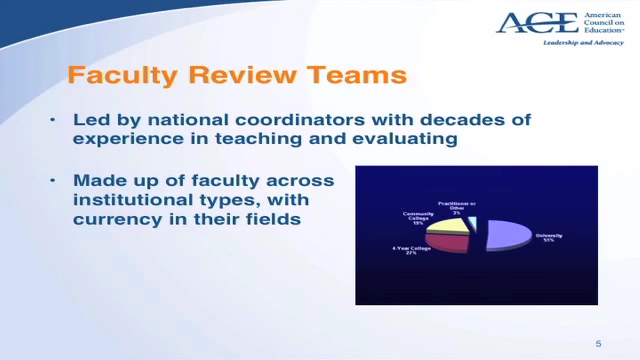 ACE
American
Council on
Education
Leadership and Advocacy
Faculty Review Teams
• Led by national coordinators with decades of
experience in teaching and evaluating
• Made up of faculty across
institutional types, with
currency in their fields
Practitioner or
Other
3%
Community
College
19%
University
51%
4-Year College
27%
5